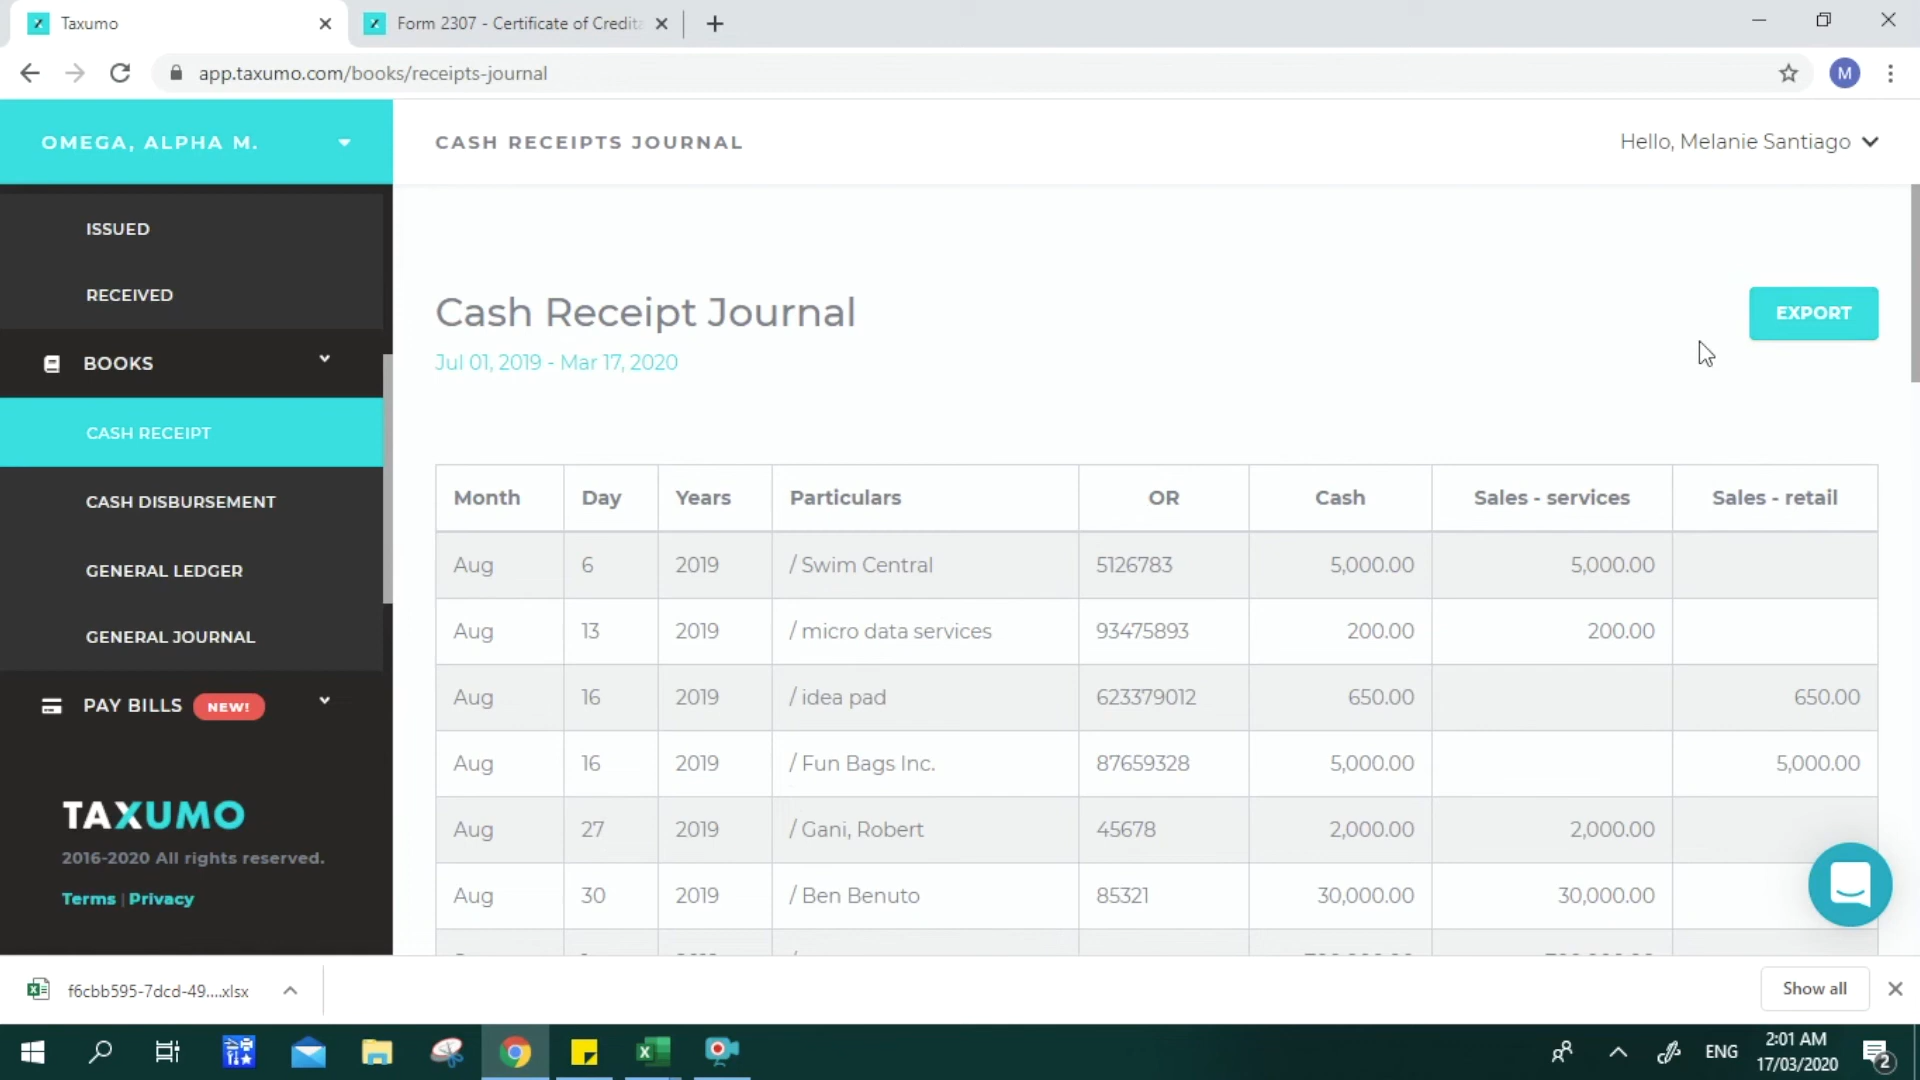 Taxumo
Form 2307 - Certificate of Credita
app.taxumo.com/books/receipts-journal
M
OMEGA, ALPHA M.
CASH RECEIPTS JOURNAL
Hello, Melanie Santiago
ISSUED
RECEIVED
BOOKS
CASH RECEIPT
CASH DISBURSEMENT
GENERAL LEDGER
GENERAL JOURNAL
PAY BILLS NEW!
TAXUMO
2016-2020 All rights reserved.
Terms | Privacy
Cash Receipt Journal
EXPORT
Jul 01, 2019 - Mar 17, 2020
Month Day Years Particulars OR Cash Sales - services Sales - retail
Aug 6 2019 / Swim Central 5126783 5,000.00 5,000.00
Aug 13 2019 / micro data services 93475893 200.00 200.00
Aug 16 2019 / idea pad 623379012 650.00 650.00
Aug 16 2019 / Fun Bags Inc. 87659328 5,000.00 5,000.00
Aug 27 2019 / Gani, Robert 45678 2,000.00 2,000.00
Aug 30 2019 / Ben Benuto 85321 30,000.00 30,000.00
f6cbb595-7dcd-49....xlsx
Show all
ENG
2:01 AM
17/03/2020
2